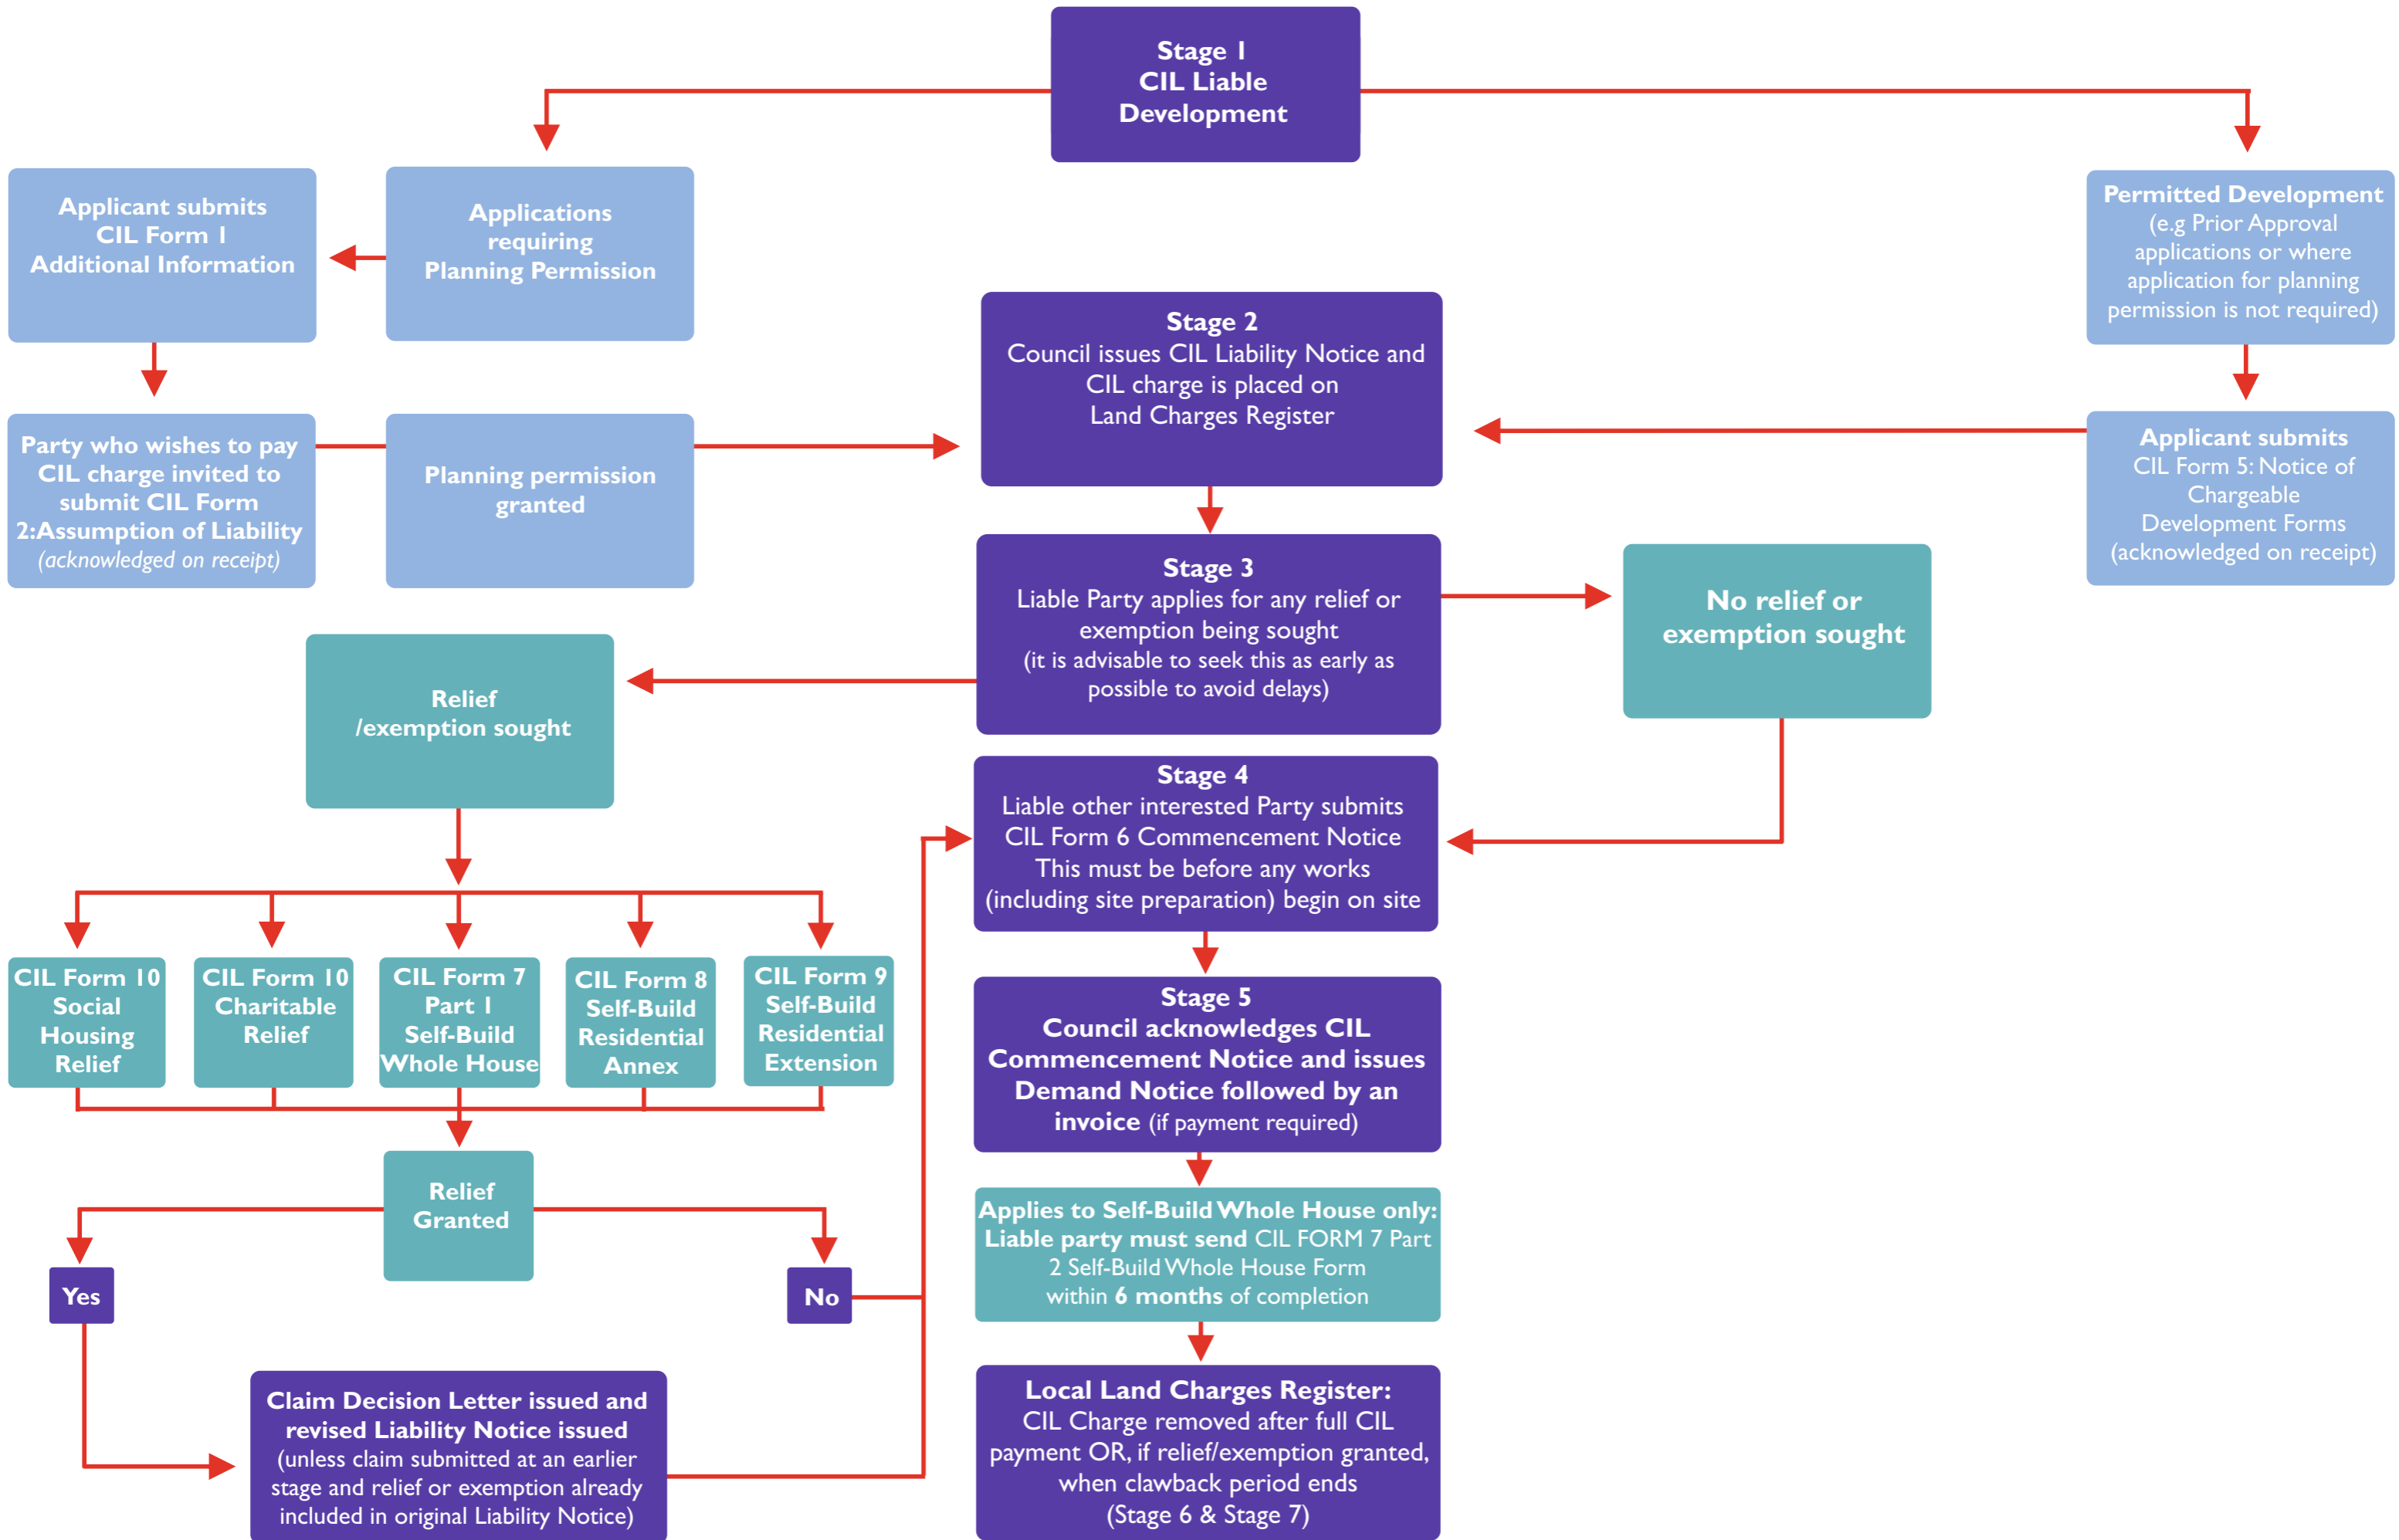 Stage 1
CIL Liable
Development
Applicant submits
CIL Form 1
Additional Information
Applications
requiring
Planning Permission
Permitted Development
(e.g Prior Approval
applications or where
application for planning
permission is not required)
Stage 2
Council issues CIL Liability Notice and
CIL charge is placed on
Land Charges Register
Party who wishes to pay
CIL charge invited to
submit CIL Form
2:Assumption of Liability
(acknowledged on receipt)
Planning permission
granted
Applicant submits
CIL Form 5: Notice of
Chargeable
Development Forms
(acknowledged on receipt)
Stage 3
Liable Party applies for any relief or
exemption being sought
(it is advisable to seek this as early as
possible to avoid delays)
No relief or
exemption sought
Relief
/exemption sought
Stage 4
Liable other interested Party submits
CIL Form 6 Commencement Notice
This must be before any works
(including site preparation) begin on site
CIL Form 10
Social
Housing
Relief
CIL Form 10
Charitable
Relief
CIL Form 7
Part 1
Self-Build
Whole House
CIL Form 8
Self-Build
Residential
Annex
CIL Form 9
Self-Build
Residential
Extension
Stage 5
Council acknowledges CIL
Commencement Notice and issues
Demand Notice followed by an
invoice (if payment required)
Relief
Granted
Yes
No
Applies to Self-Build Whole House only:
Liable party must send CIL FORM 7 Part
2 Self-Build Whole House Form
within 6 months of completion
Claim Decision Letter issued and
revised Liability Notice issued
(unless claim submitted at an earlier
stage and relief or exemption already
included in original Liability Notice)
Local Land Charges Register:
CIL Charge removed after full CIL
payment OR, if relief/exemption granted,
when clawback period ends
(Stage 6 & Stage 7)